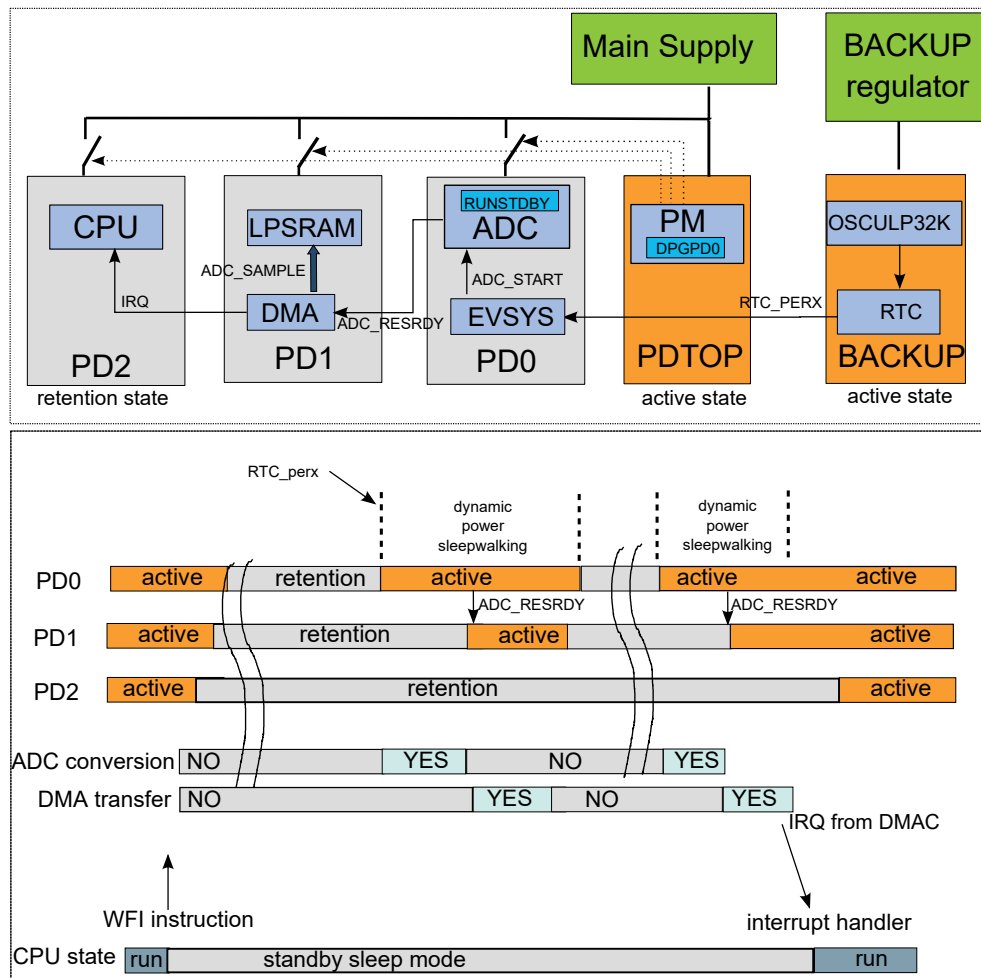 Main Supply
BACKUP
regulator
CPU
LPSRAM
RUNSTDBY
ADC
PM
DPGPD0
OSCULP32K
ADC_SAMPLE
ADC_START
IRQ
DMA
ADC_RESRDY
EVSYS
RTC_PERX
RTC
PD2
PD1
PD0
PDTOP
BACKUP
retention state
active state
active state
RTC_perx
dynamic
power
sleepwalking
dynamic
power
sleepwalking
PD0
active
retention
active
active
active
ADC_RESRDY
ADC_RESRDY
PD1
active
retention
active
active
PD2
active
retention
active
ADC conversion
NO
YES
NO
YES
DMA transfer
NO
YES
NO
YES
IRQ from DMAC
WFI instruction
interrupt handler
CPU state
run
standby sleep mode
run